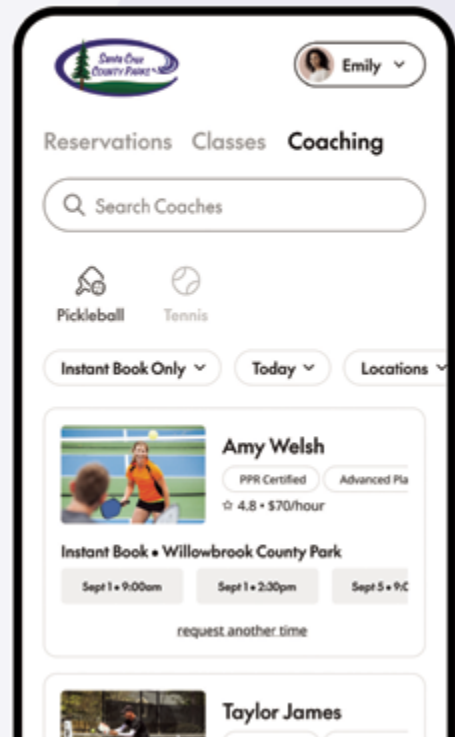 Santa Cruz
County Parks
Emily
Reservations Classes Coaching
Search Coaches
Pickleball Tennis
Instant Book Only Today Locations
Amy Welsh
PPR Certified Advanced Pla
4.8 • $70/hour
Instant Book • Willowbrook County Park
Sept 1 • 9:00am Sept 1 • 2:30pm Sept 5 • 9:0
request another time
Taylor James